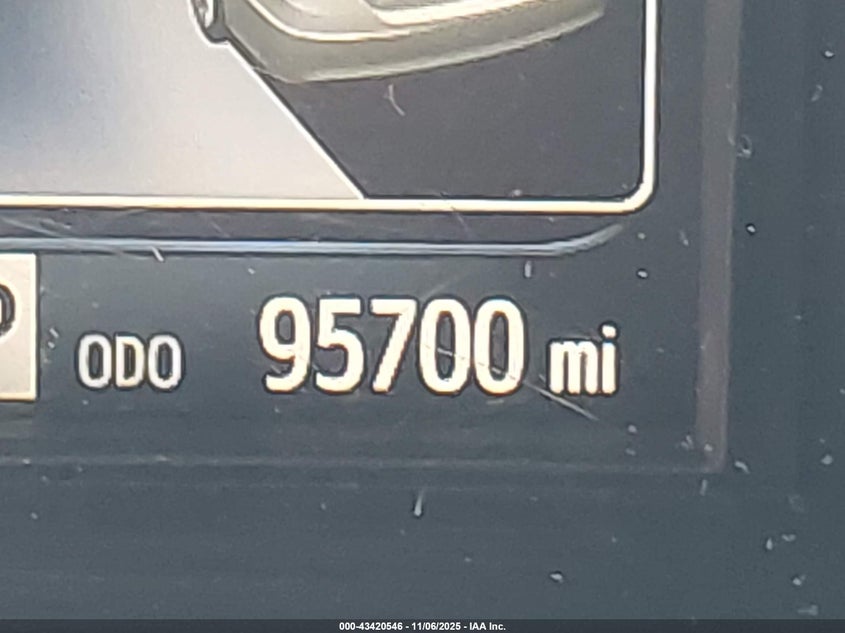 ODO 95700 mi
000-43420546 - 11/06/2025 - IAA Inc.